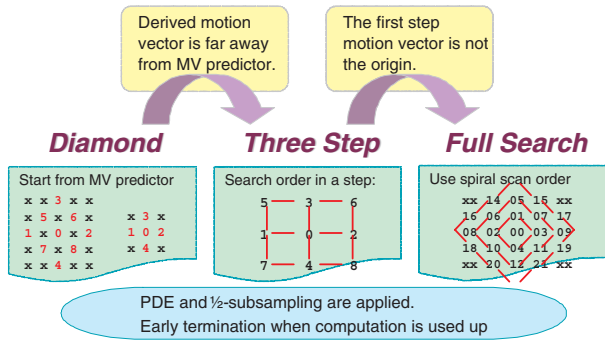 Derived motion
vector is far away
from MV predictor.
The first step
motion vector is not
the origin.
Diamond
Three Step
Full Search
Start from MV predictor
x x 3 x x
x 5 x 6 x
1 x 0 x 2
x 7 x 8 x
x x 4 x x
x 3 x
1 0 2
x 4 x
Search order in a step:
5 3 6
1 0 2
7 4 8
Use spiral scan order
xx 14 05 15 xx
16 06 01 07 17
08 02 00 03 09
18 10 04 11 19
xx 20 12 21 xx
PDE and ½-subsampling are applied.
Early termination when computation is used up